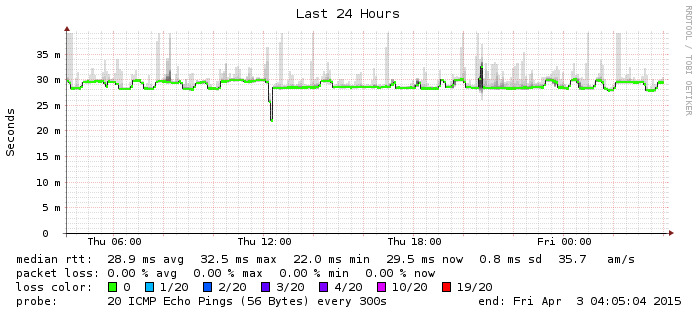 Last 24 Hours
RRDTOOL / TOBI OETIKER
Seconds
35 m
30 m
25 m
20 m
15 m
10 m
5 m
0
Thu 06:00 Thu 12:00 Thu 18:00 Fri 00:00
median rtt: 28.9 ms avg 32.5 ms max 22.0 ms min 29.5 ms now 0.8 ms sd 35.7 am/s
packet loss: 0.00 % avg 0.00 % max 0.00 % min 0.00 % now
loss color: 0 1/20 2/20 3/20 4/20 10/20 19/20
probe: 20 ICMP Echo Pings (56 Bytes) every 300s end: Fri Apr 3 04:05:04 2015